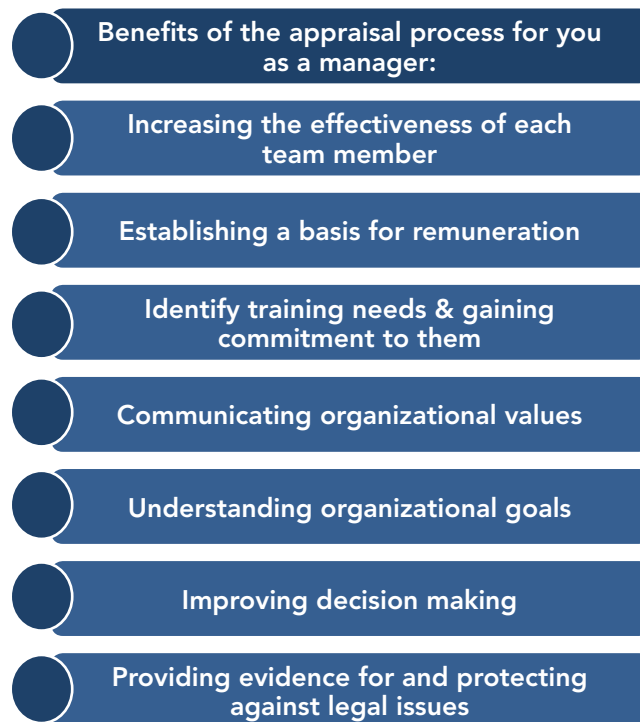 Benefits of the appraisal process for you
as a manager:
Increasing the effectiveness of each
team member
Establishing a basis for remuneration
Identify training needs & gaining
commitment to them
Communicating organizational values
Understanding organizational goals
Improving decision making
Providing evidence for and protecting
against legal issues